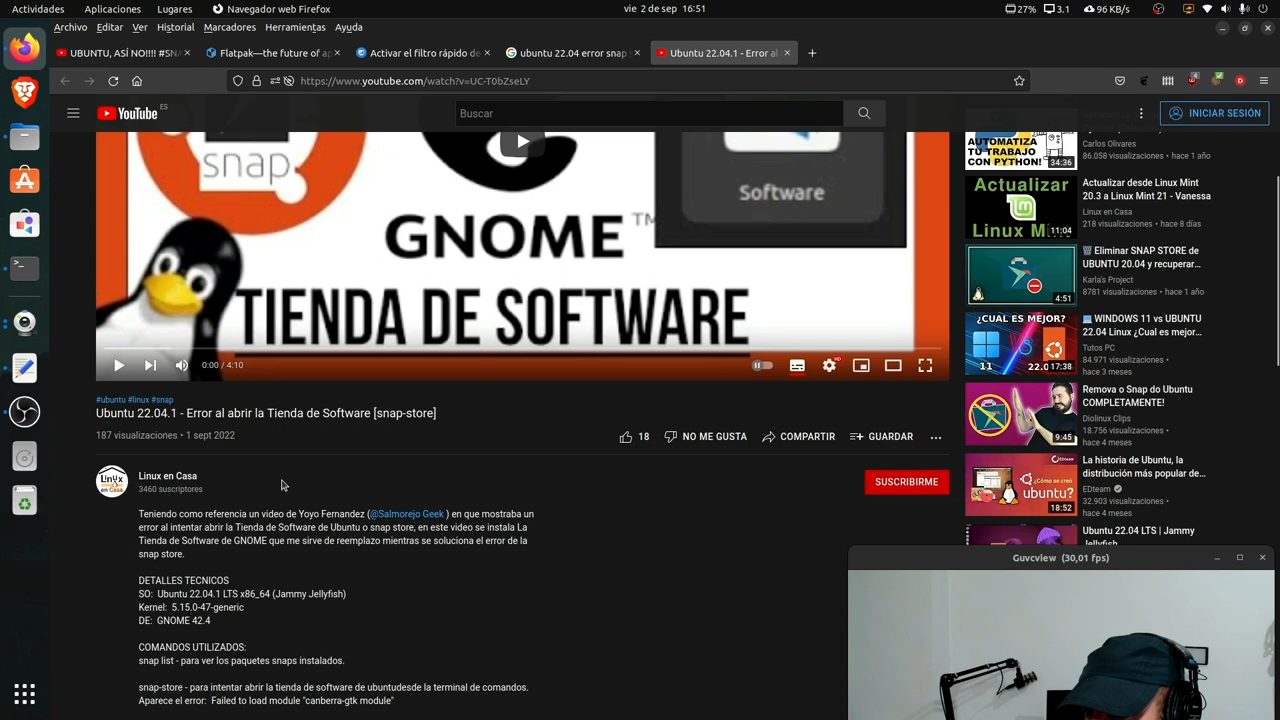 Actividades Aplicaciones Lugares Navegador web Firefox vie 2 de sep 16:51 27% 3.1 96 KB/s
Archivo Editar Ver Historial Marcadores Herramientas Ayuda
UBUNTU, ASÍ NO!!!! #SNA Flatpak—the future of ap Activar el filtro rápido de ubuntu 22.04 error snap Ubuntu 22.04.1 - Error al
https://www.youtube.com/watch?v=UC-T0bZseLY
YouTube ES
Buscar
INICIAR SESIÓN
snap
GNOME™
Software
TIENDA DE SOFTWARE
0:00 / 4:10
#ubuntu #linux #snap
Ubuntu 22.04.1 - Error al abrir la Tienda de Software [snap-store]
187 visualizaciones • 1 sept 2022
18 NO ME GUSTA COMPARTIR GUARDAR
Linux en Casa
3460 suscriptores
SUSCRIBIRME
Teniendo como referencia un video de Yoyo Fernandez (@Salmorejo Geek ) en que mostraba un
error al intentar abrir la Tienda de Software de Ubuntu o snap store, en este video se instala La
Tienda de Software de GNOME que me sirve de reemplazo mientras se soluciona el error de la
snap store.
DETALLES TECNICOS
SO: Ubuntu 22.04.1 LTS x86_64 (Jammy Jellyfish)
Kernel: 5.15.0-47-generic
DE: GNOME 42.4
COMANDOS UTILIZADOS:
snap list - para ver los paquetes snaps instalados.
snap-store - para intentar abrir la tienda de software de ubuntudesde la terminal de comandos.
Aparece el error: Failed to load module "canberra-gtk module"
AUTOMATIZA
TU TRABAJO
CON PYTHON!
34:36
Carlos Olivares
86.058 visualizaciones • hace 1 año
Actualizar
Linux M
11:04
Actualizar desde Linux Mint
20.3 a Linux Mint 21 - Vanessa
Linux en Casa
218 visualizaciones • hace 8 días
4:51
Eliminar SNAP STORE de
UBUNTU 20.04 y recuperar…
Karla's Project
8781 visualizaciones • hace 1 año
¿CUAL ES MEJOR?
11
22.0
17:38
WINDOWS 11 vs UBUNTU
22.04 Linux ¿Cual es mejor…
Tutos PC
84.971 visualizaciones •
hace 3 meses
9:45
Remova o Snap do Ubuntu
COMPLETAMENTE!
Diolinux Clips
18.756 visualizaciones •
hace 4 meses
¿Cómo se creó
ubuntu?
18:52
La historia de Ubuntu, la
distribución más popular de…
EDteam
32.903 visualizaciones •
hace 4 meses
Ubuntu 22.04 LTS | Jammy
Jellyfish
Guvcview (30,01 fps)